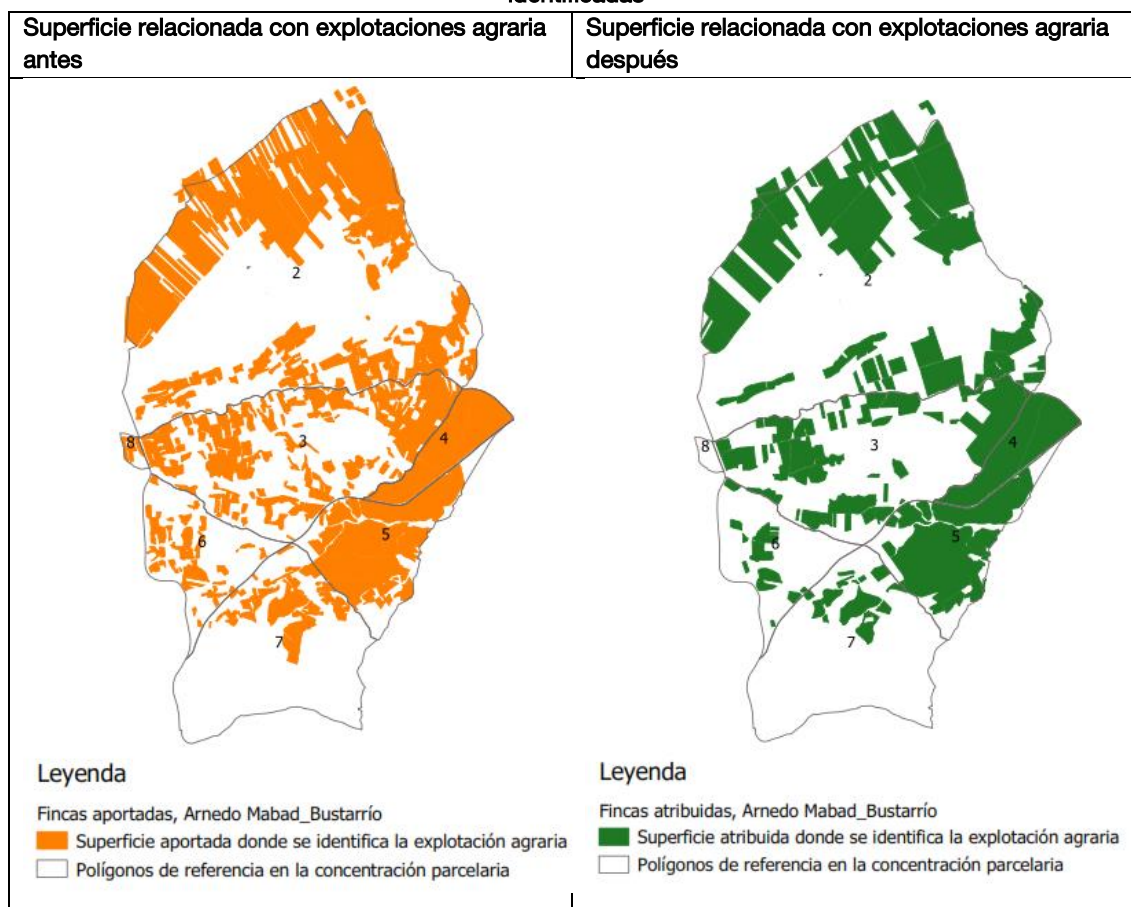 identificadas
Superficie relacionada con explotaciones agraria
antes
Superficie relacionada con explotaciones agraria
después
2
3
4
8
5
6
7
Leyenda
Fincas aportadas, Arnedo Mabad_Bustarrío
Superficie aportada donde se identifica la explotación agraria
Polígonos de referencia en la concentración parcelaria
2
3
4
8
5
6
7
Leyenda
Fincas atribuidas, Arnedo Mabad_Bustarrío
Superficie atribuida donde se identifica la explotación agraria
Polígonos de referencia en la concentración parcelaria